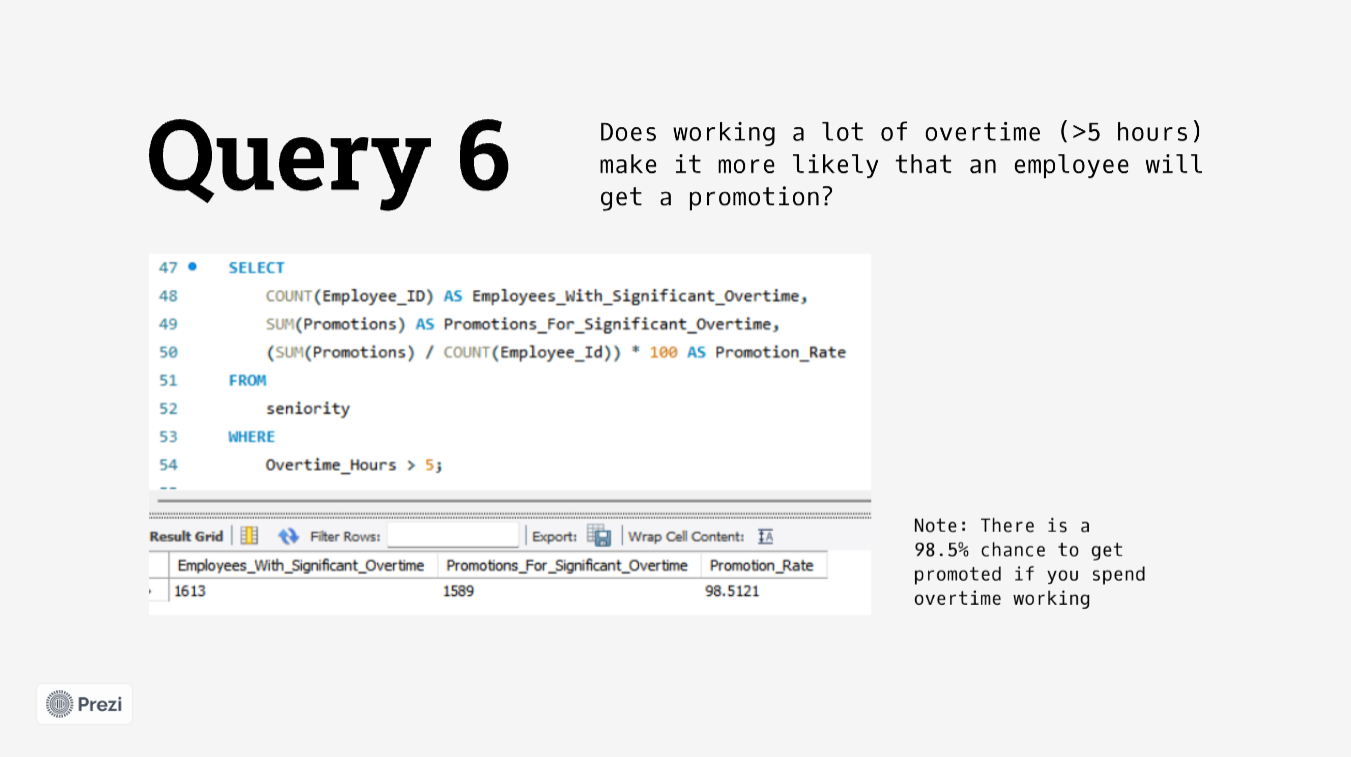 Query 6
Does working a lot of overtime (>5 hours)
make it more likely that an employee will
get a promotion?
47 SELECT
48 COUNT(Employee_ID) AS Employees_With_Significant_Overtime,
49 SUM(Promotions) AS Promotions_For_Significant_Overtime,
50 (SUM(Promotions) / COUNT(Employee_Id)) * 100 AS Promotion_Rate
51 FROM
52 seniority
53 WHERE
54 Overtime_Hours > 5;
Result Grid Filter Rows: Export: Wrap Cell Content: IA
Employees_With_Significant_Overtime Promotions_For_Significant_Overtime Promotion_Rate
1613 1589 98.5121
Note: There is a
98.5% chance to get
promoted if you spend
overtime working
Prezi